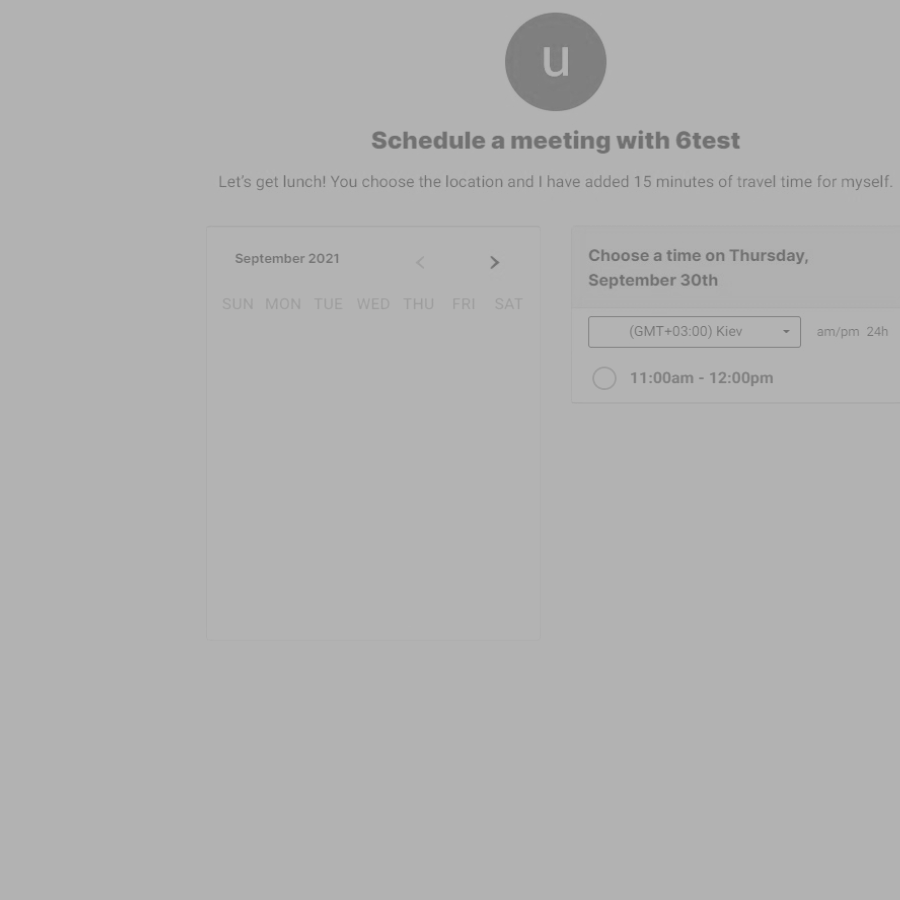 u
Schedule a meeting with 6test
Let's get lunch! You choose the location and I have added 15 minutes of travel time for myself.
September 2021
SUN MON TUE WED THU FRI SAT
Choose a time on Thursday,
September 30th
(GMT+03:00) Kiev am/pm 24h
11:00am - 12:00pm